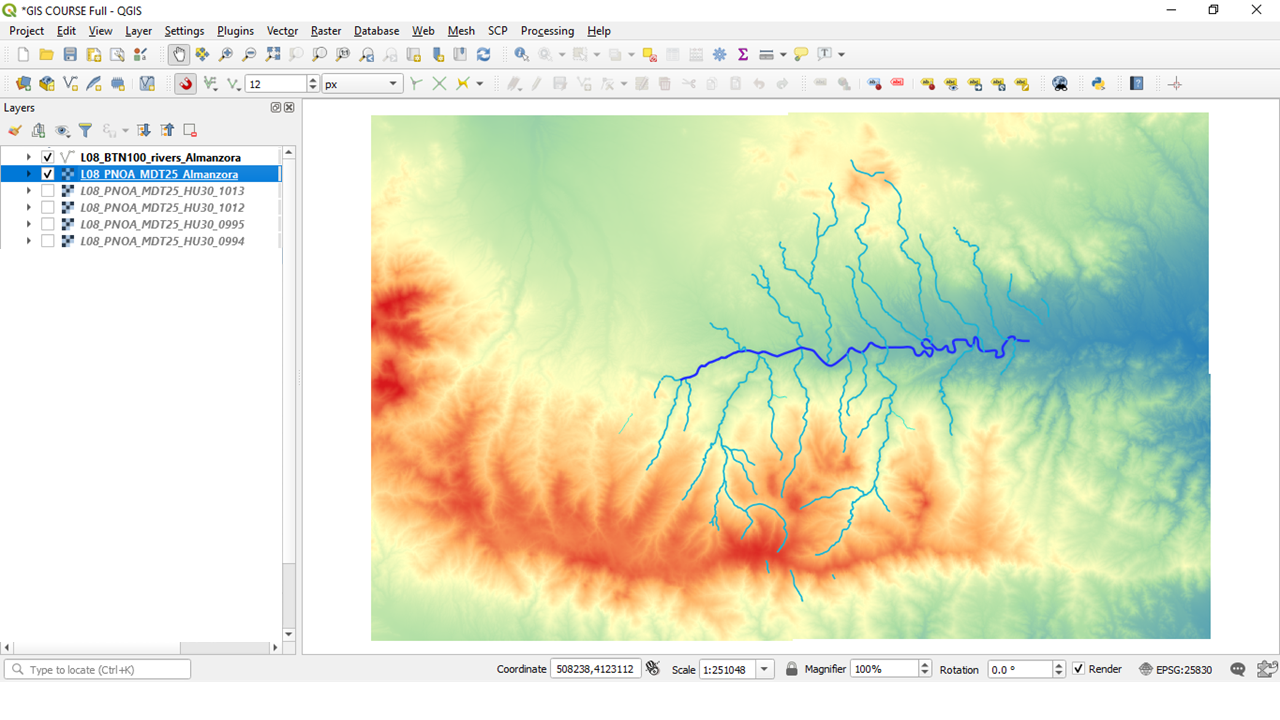 *GIS COURSE Full - QGIS
Project Edit View Layer Settings Plugins Vector Raster Database Web Mesh SCP Processing Help
12 px
Layers
L08_BTN100_rivers_Almanzora
L08_PNOA_MDT25_Almanzora
L08_PNOA_MDT25_HU30_1013
L08_PNOA_MDT25_HU30_1012
L08_PNOA_MDT25_HU30_0995
L08_PNOA_MDT25_HU30_0994
Type to locate (Ctrl+K) Coordinate 508238,4123112 Scale 1:251048 Magnifier 100% Rotation 0.0 ° Render EPSG:25830